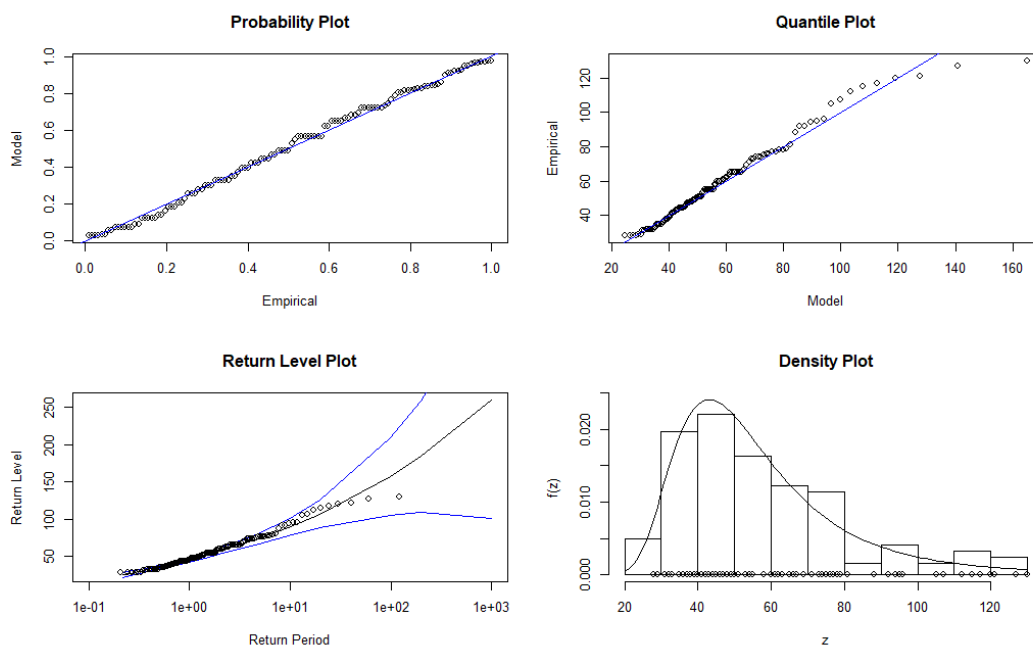 Probability Plot
Model
0.0 0.2 0.4 0.6 0.8 1.0
0.0 0.2 0.4 0.6 0.8 1.0
Empirical
Quantile Plot
Empirical
40 60 80 100 120
20 40 60 80 100 120 140 160
Model
Return Level Plot
Return Level
50 100 150 200 250
1e-01 1e+00 1e+01 1e+02 1e+03
Return Period
Density Plot
f(z)
0.000 0.010 0.020
20 40 60 80 100 120
z